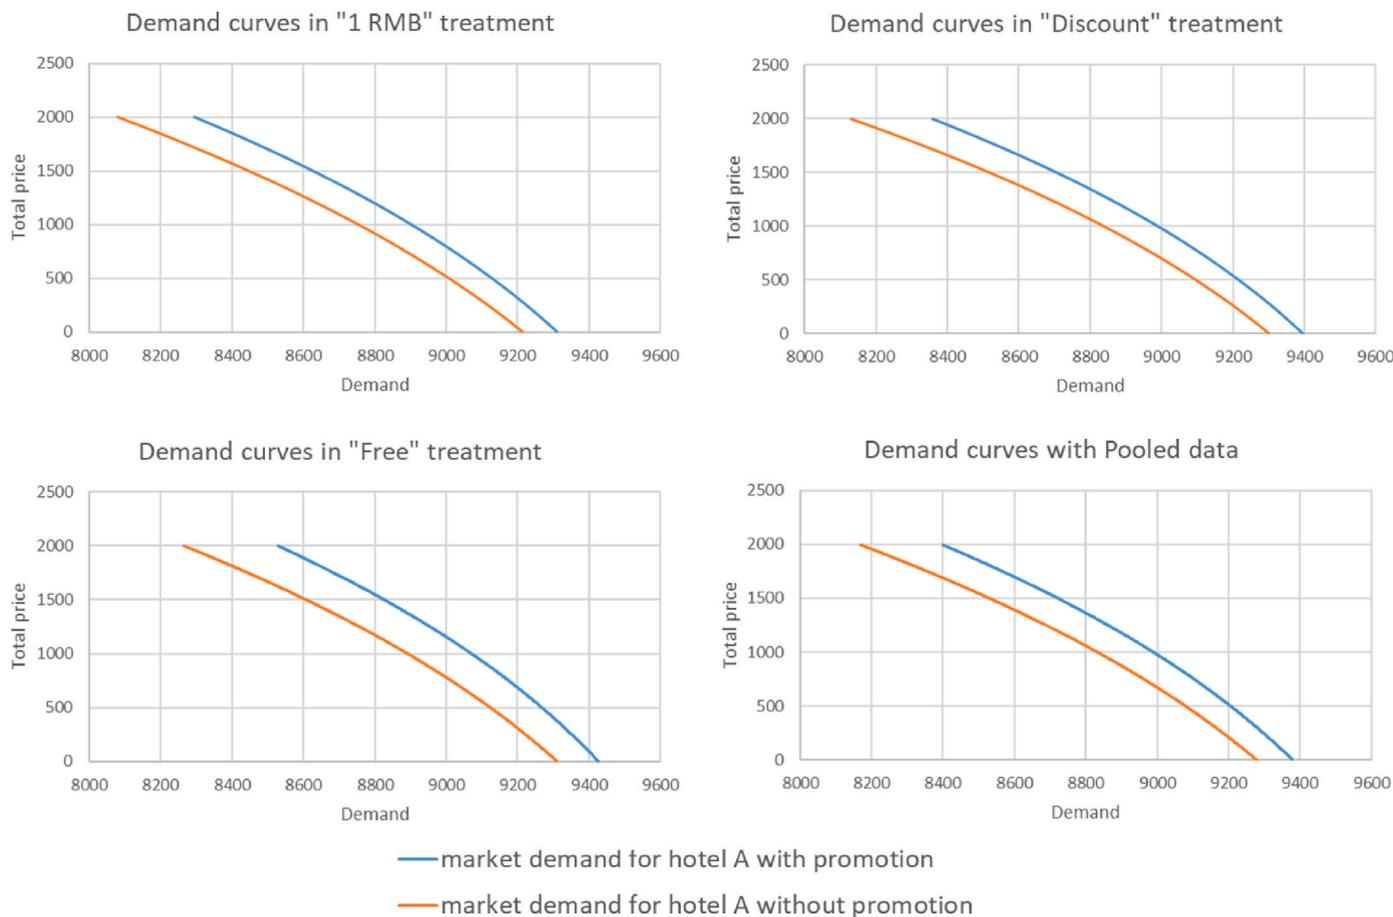 Demand curves in "1 RMB" treatment
2500
2000
1500
1000
500
0
Total price
8000 8200 8400 8600 8800 9000 9200 9400 9600
Demand
Demand curves in "Discount" treatment
2500
2000
1500
1000
500
0
Total price
8000 8200 8400 8600 8800 9000 9200 9400 9600
Demand
Demand curves in "Free" treatment
2500
2000
1500
1000
500
0
Total price
8000 8200 8400 8600 8800 9000 9200 9400 9600
Demand
Demand curves with Pooled data
2500
2000
1500
1000
500
0
Total price
8000 8200 8400 8600 8800 9000 9200 9400 9600
Demand
market demand for hotel A with promotion
market demand for hotel A without promotion